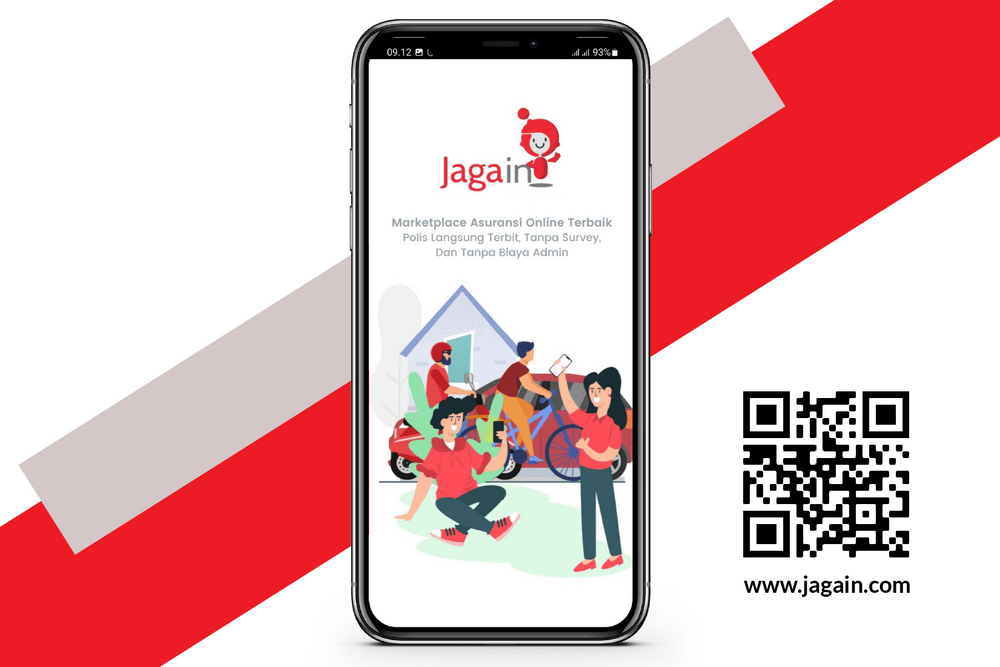 09.12
93%
Jagain
Marketplace Asuransi Online Terbaik
Polis Langsung Terbit, Tanpa Survey,
Dan Tanpa Biaya Admin
www.jagain.com